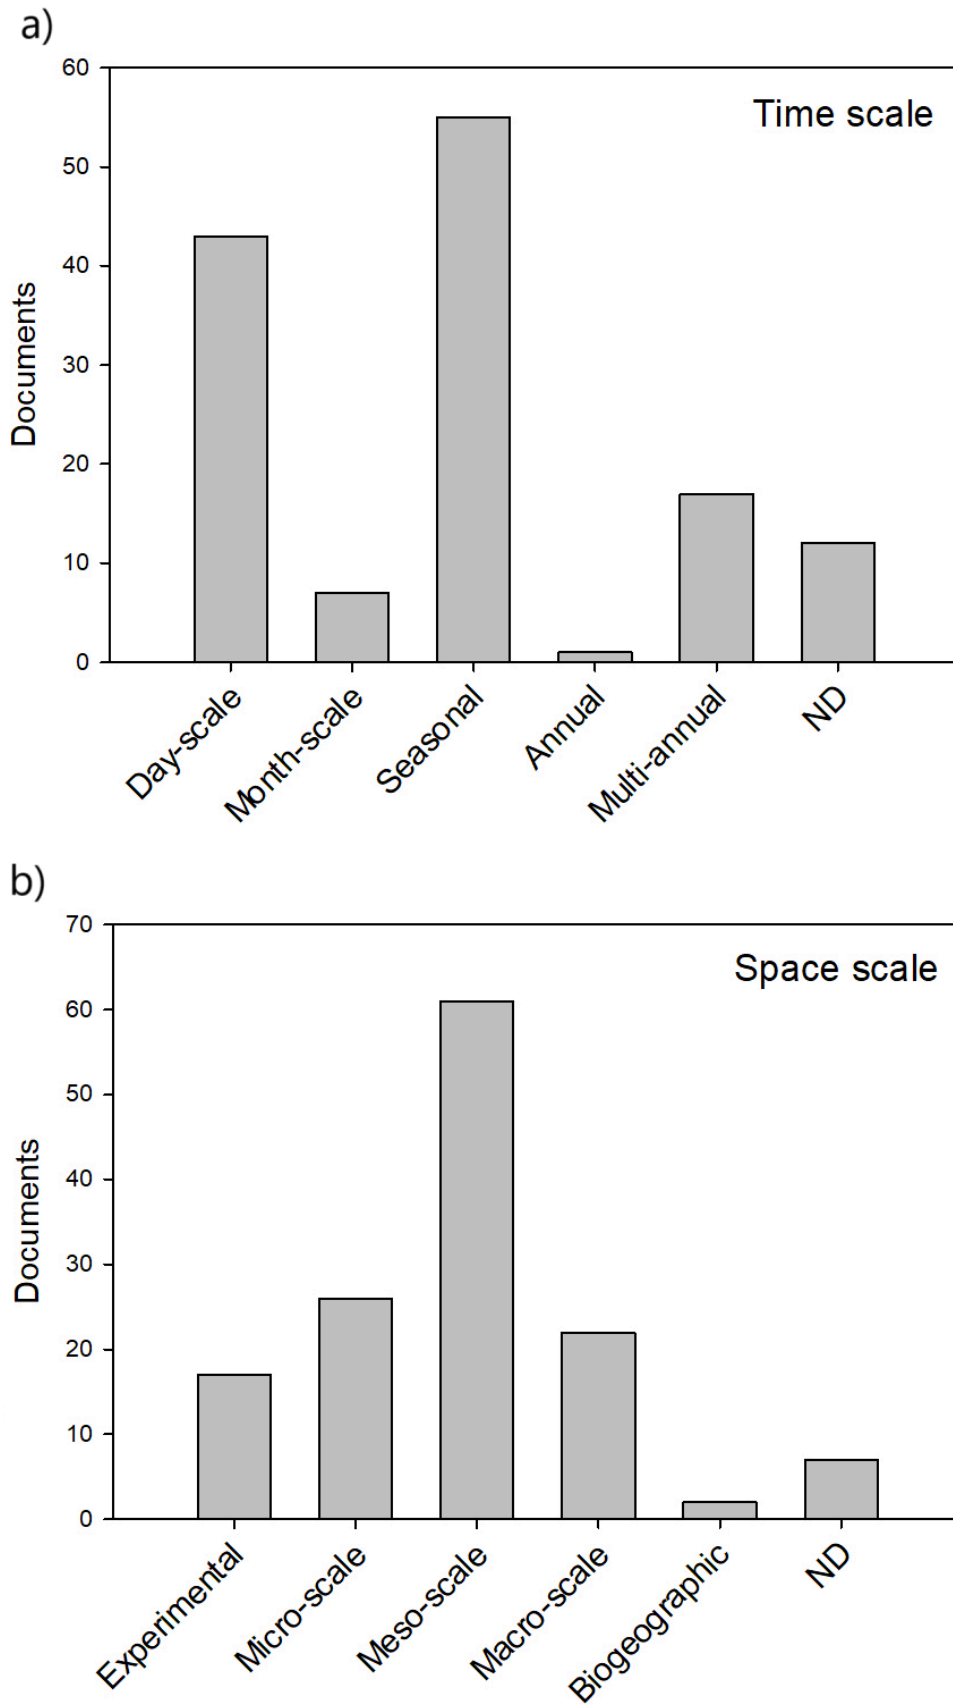 a)
60
Time scale
50
40
30
20
10
0
Documents
Day-scale
Month-scale
Seasonal
Annual
Multi-annual
ND
b)
70
Space scale
60
50
40
30
20
10
0
Documents
Experimental
Micro-scale
Meso-scale
Macro-scale
Biogeographic
ND